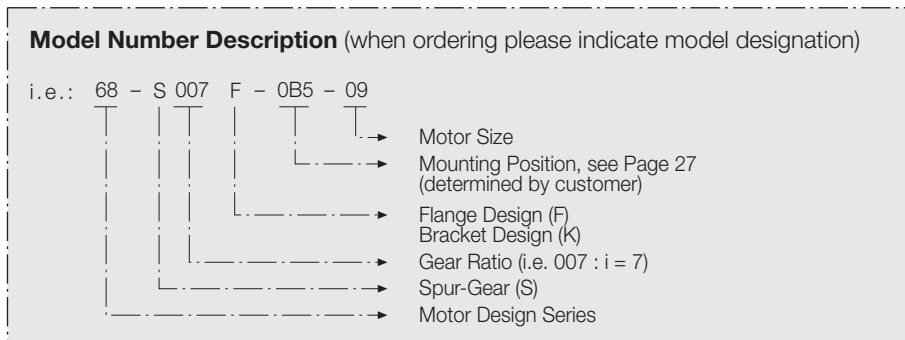 Model Number Description (when ordering please indicate model designation)
i.e.: 68 – S 007 F – 0B5 – 09
Motor Size
Mounting Position, see Page 27
(determined by customer)
Flange Design (F)
Bracket Design (K)
Gear Ratio (i.e. 007 : i = 7)
Spur-Gear (S)
Motor Design Series